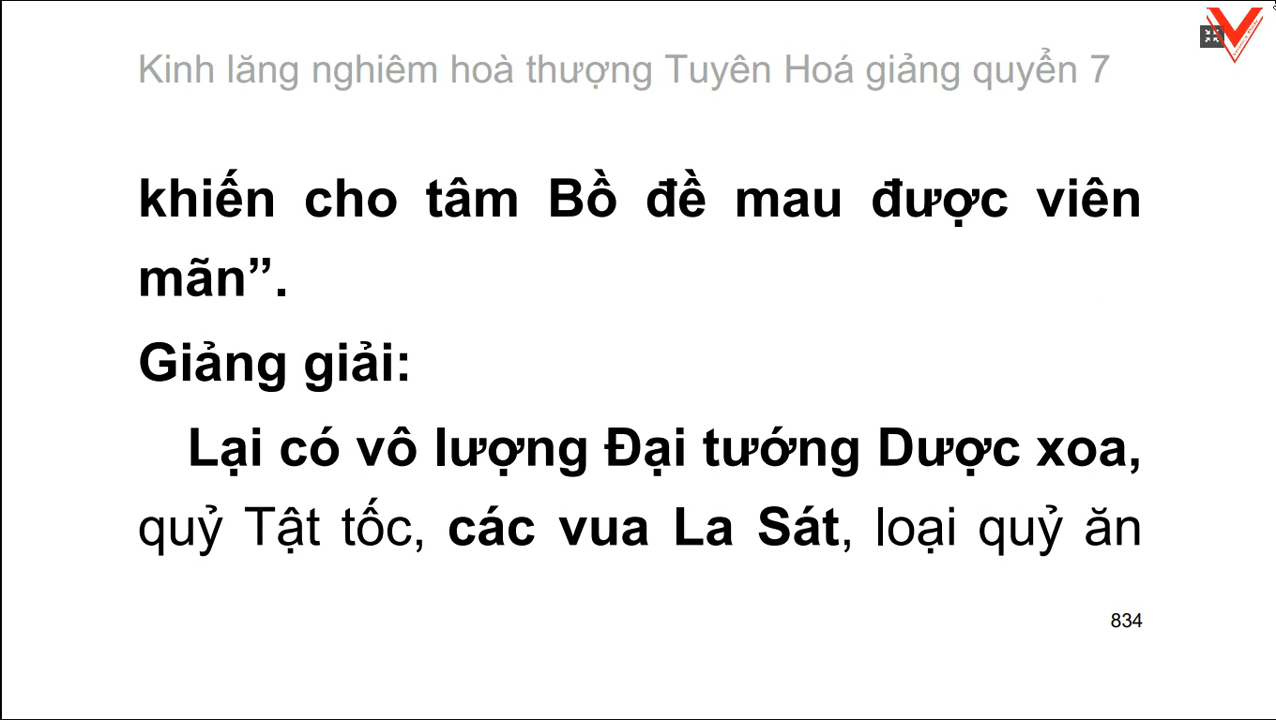 Kinh lăng nghiêm hoà thượng Tuyên Hoá giảng quyển 7
khiến cho tâm Bồ đề mau được viên
mãn”.
Giảng giải:
Lại có vô lượng Đại tướng Dược xoa,
quỷ Tật tốc, các vua La Sát, loại quỷ ăn
834